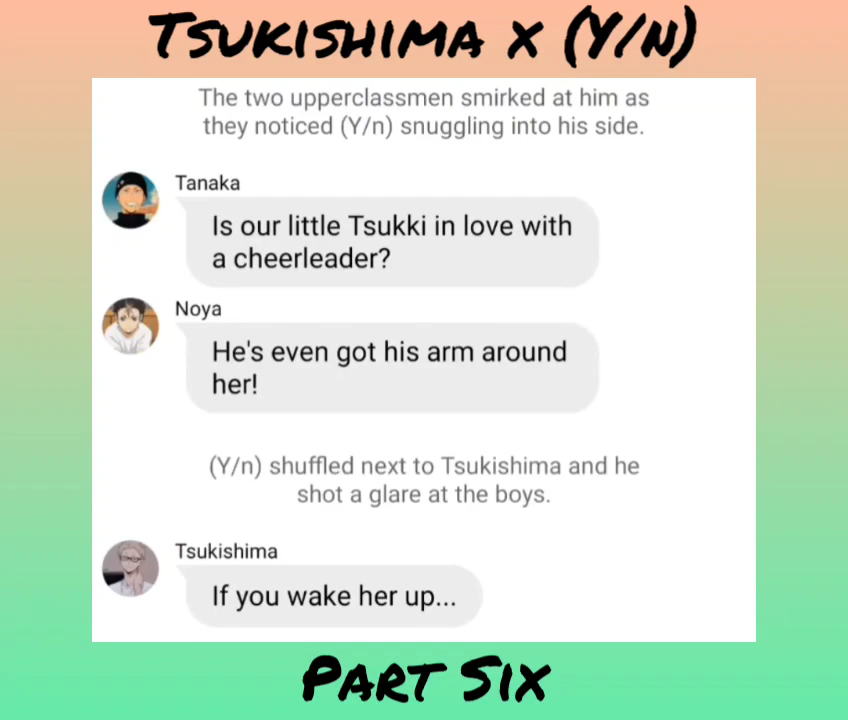 Tsukishima x (Y/N)
The two upperclassmen smirked at him as
they noticed (Y/n) snuggling into his side.
Tanaka
Is our little Tsukki in love with
a cheerleader?
Noya
He's even got his arm around
her!
(Y/n) shuffled next to Tsukishima and he
shot a glare at the boys.
Tsukishima
If you wake her up...
Part Six